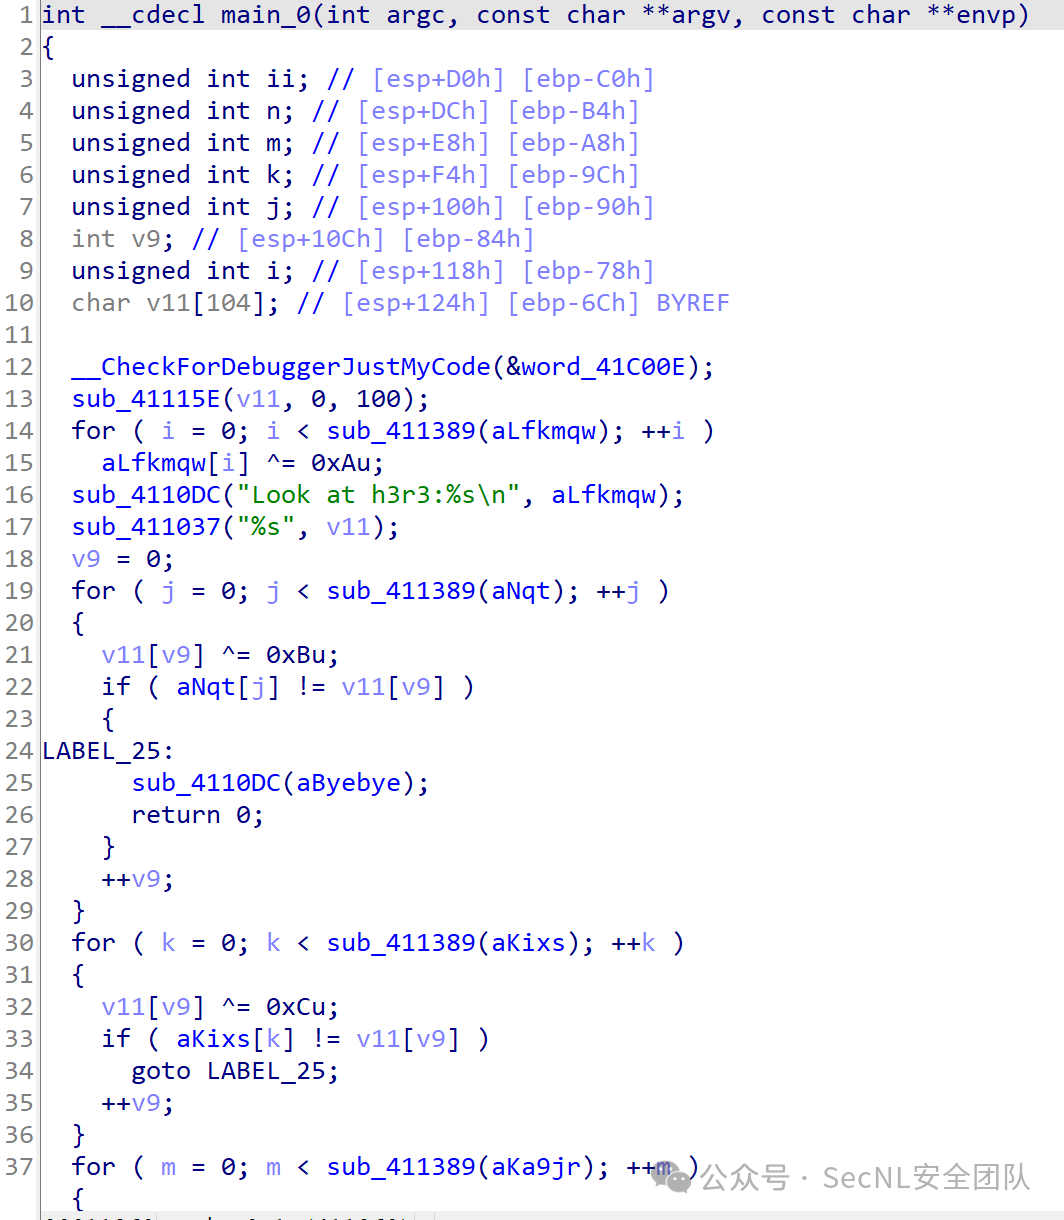 1 int __cdecl main_0(int argc, const char **argv, const char **envp)
2 {
3   unsigned int ii; // [esp+D0h] [ebp-C0h]
4   unsigned int n; // [esp+DCh] [ebp-B4h]
5   unsigned int m; // [esp+E8h] [ebp-A8h]
6   unsigned int k; // [esp+F4h] [ebp-9Ch]
7   unsigned int j; // [esp+100h] [ebp-90h]
8   int v9; // [esp+10Ch] [ebp-84h]
9   unsigned int i; // [esp+118h] [ebp-78h]
10   char v11[104]; // [esp+124h] [ebp-6Ch] BYREF
11
12   __CheckForDebuggerJustMyCode(&word_41C00E);
13   sub_41115E(v11, 0, 100);
14   for ( i = 0; i < sub_411389(aLfkmqw); ++i )
15     aLfkmqw[i] ^= 0xAu;
16   sub_4110DC("Look at h3r3:%s\n", aLfkmqw);
17   sub_411037("%s", v11);
18   v9 = 0;
19   for ( j = 0; j < sub_411389(aNqt); ++j )
20   {
21     v11[v9] ^= 0xBu;
22     if ( aNqt[j] != v11[v9] )
23     {
24 LABEL_25:
25       sub_4110DC(aByebye);
26       return 0;
27     }
28     ++v9;
29   }
30   for ( k = 0; k < sub_411389(aKixs); ++k )
31   {
32     v11[v9] ^= 0xCu;
33     if ( aKixs[k] != v11[v9] )
34       goto LABEL_25;
35     ++v9;
36   }
37   for ( m = 0; m < sub_411389(aKa9jr); ++m )
{
公众号 · SecNL安全团队